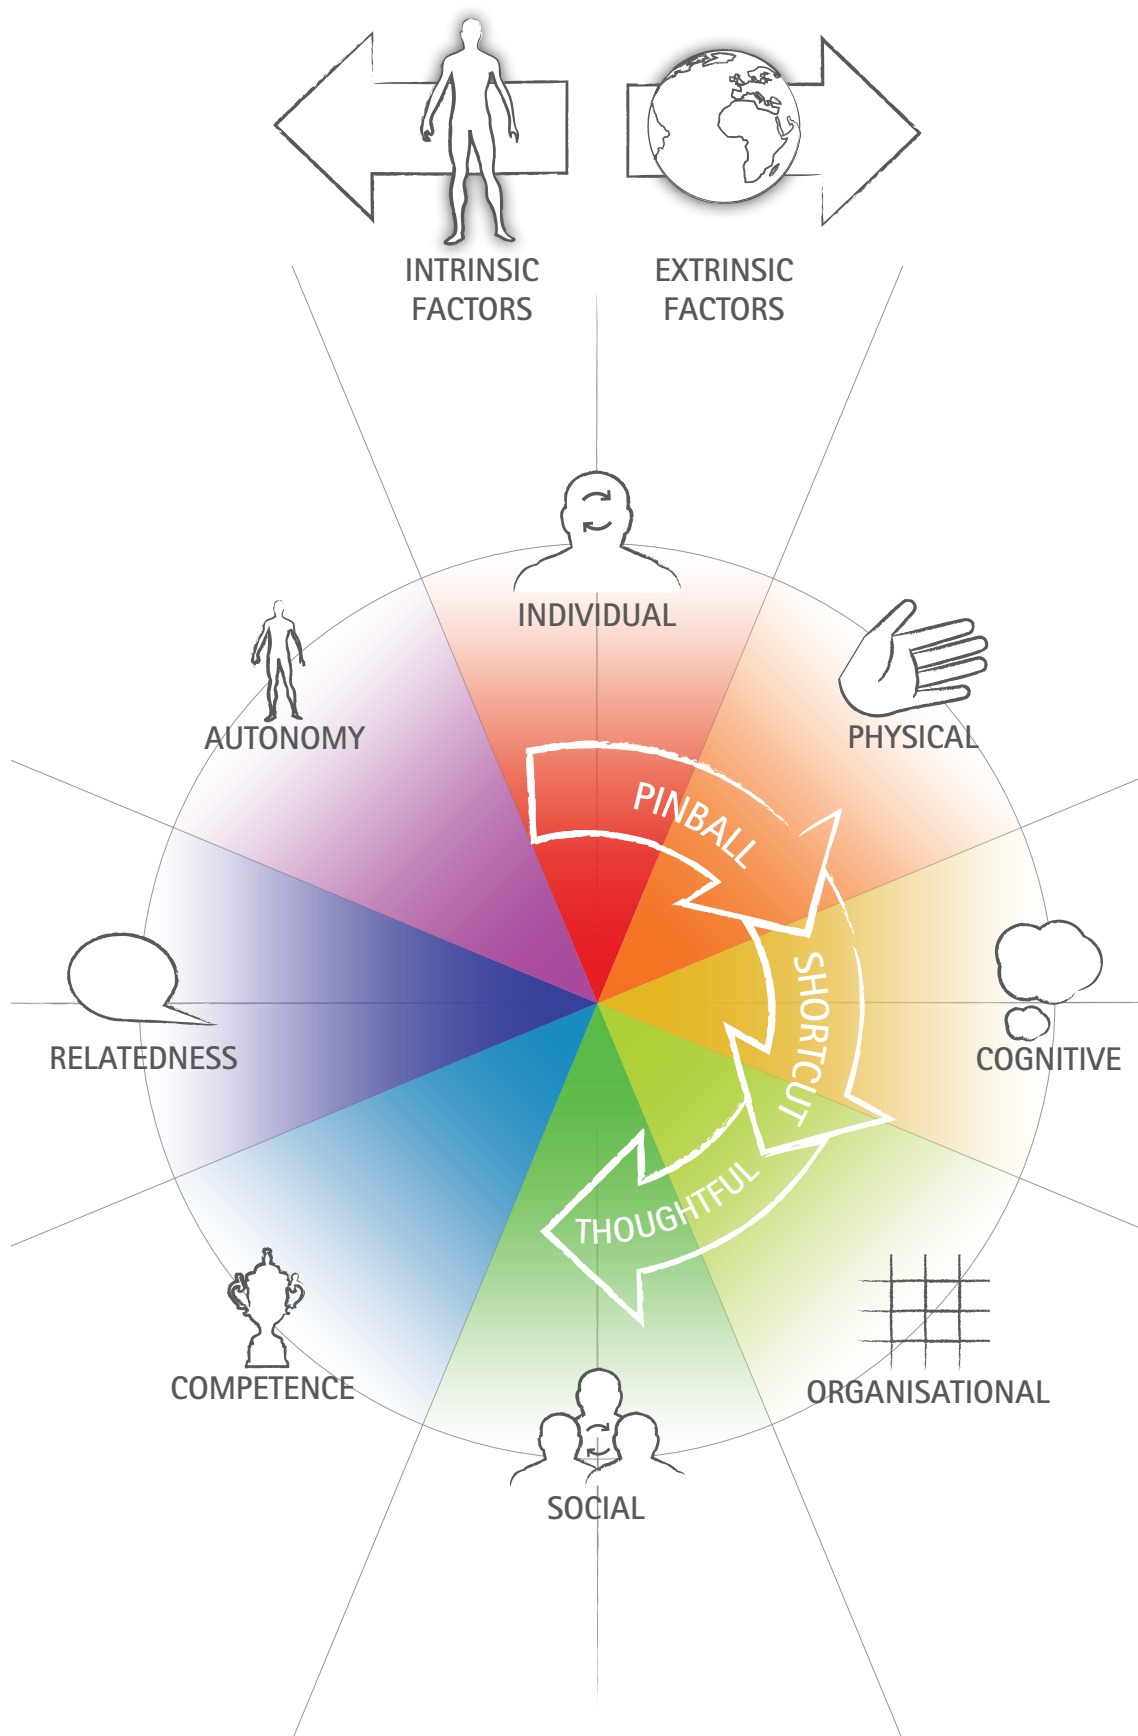 INTRINSIC
FACTORS
EXTRINSIC
FACTORS
INDIVIDUAL
AUTONOMY
PHYSICAL
PINBALL
SHORTCUT
RELATEDNESS
COGNITIVE
THOUGHTFUL
COMPETENCE
ORGANISATIONAL
SOCIAL